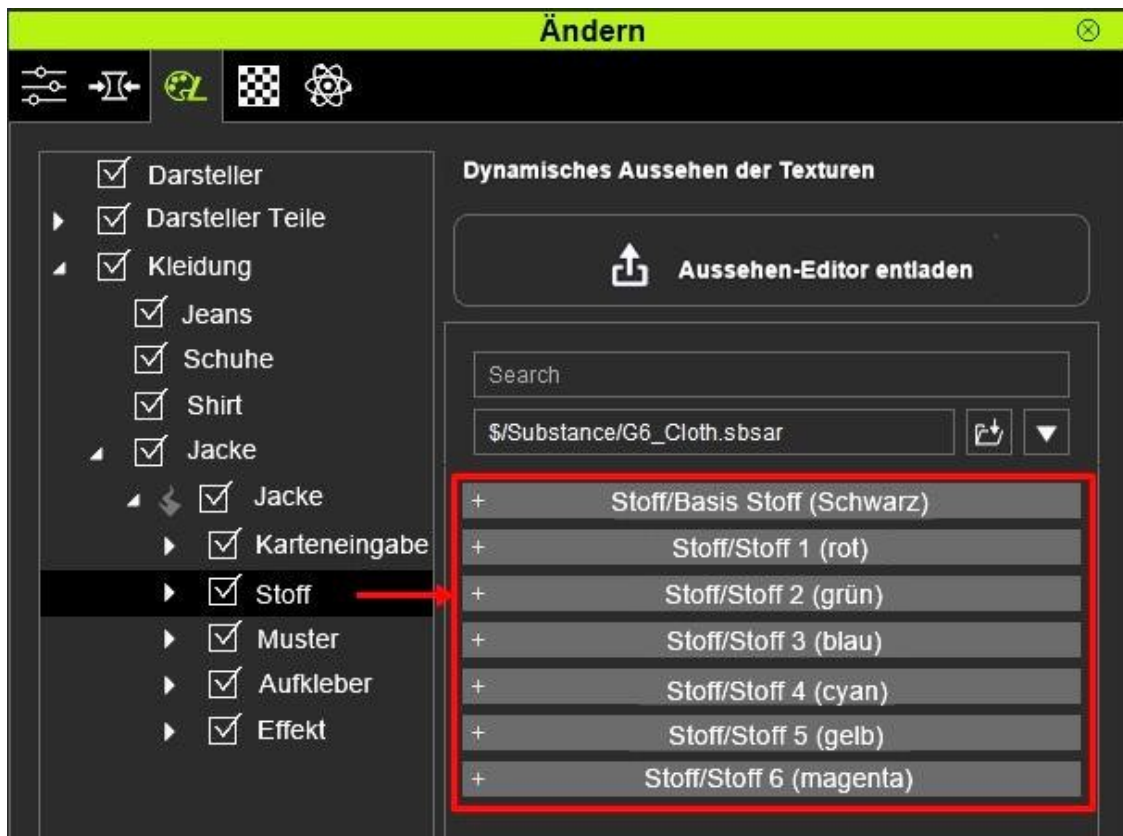 Ändern
Darsteller
Darsteller Teile
Kleidung
Jeans
Schuhe
Shirt
Jacke
Jacke
Karteneingabe
Stoff
Muster
Aufkleber
Effekt
Dynamisches Aussehen der Texturen
Aussehen-Editor entladen
Search
$/Substance/G6_Cloth.sbsar
+ Stoff/Basis Stoff (Schwarz)
+ Stoff/Stoff 1 (rot)
+ Stoff/Stoff 2 (grün)
+ Stoff/Stoff 3 (blau)
+ Stoff/Stoff 4 (cyan)
+ Stoff/Stoff 5 (gelb)
+ Stoff/Stoff 6 (magenta)